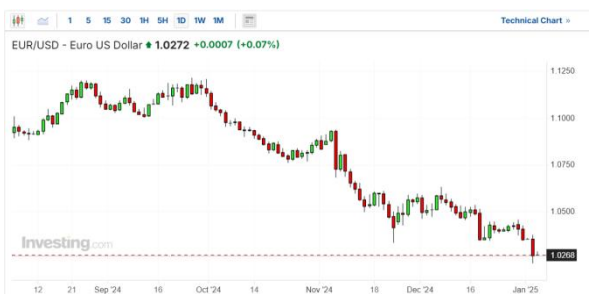 1 5 15 30 1H 5H 1D 1W 1M Technical Chart »
EUR/USD - Euro US Dollar 1.0272 +0.0007 (+0.07%)
1.1250
1.1000
1.0750
1.0500
1.0268
Investing.com
12 21 Sep '24 16 Oct '24 14 Nov '24 18 Dec '24 16 Jan '25